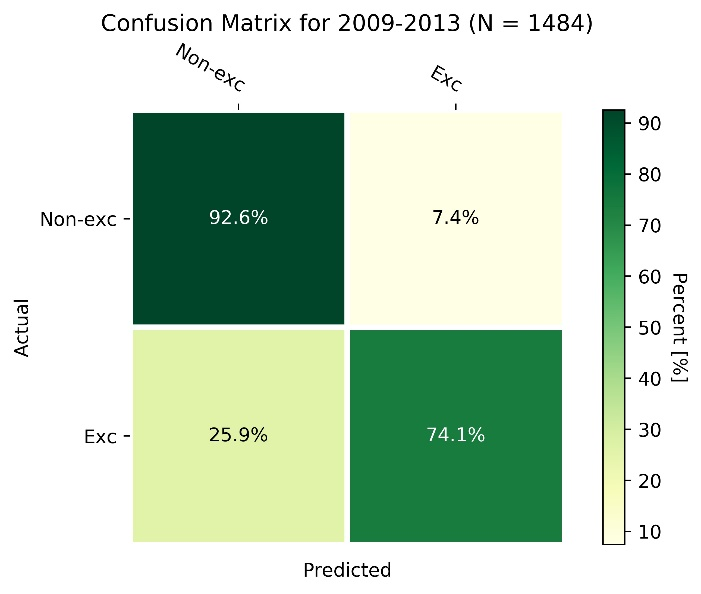 Confusion Matrix for 2009-2013 (N = 1484)
Non-exc
Exc
Non-exc
92.6%
7.4%
Exc
25.9%
74.1%
Actual
Predicted
90
80
70
60
50
40
30
20
10
Percent [%]